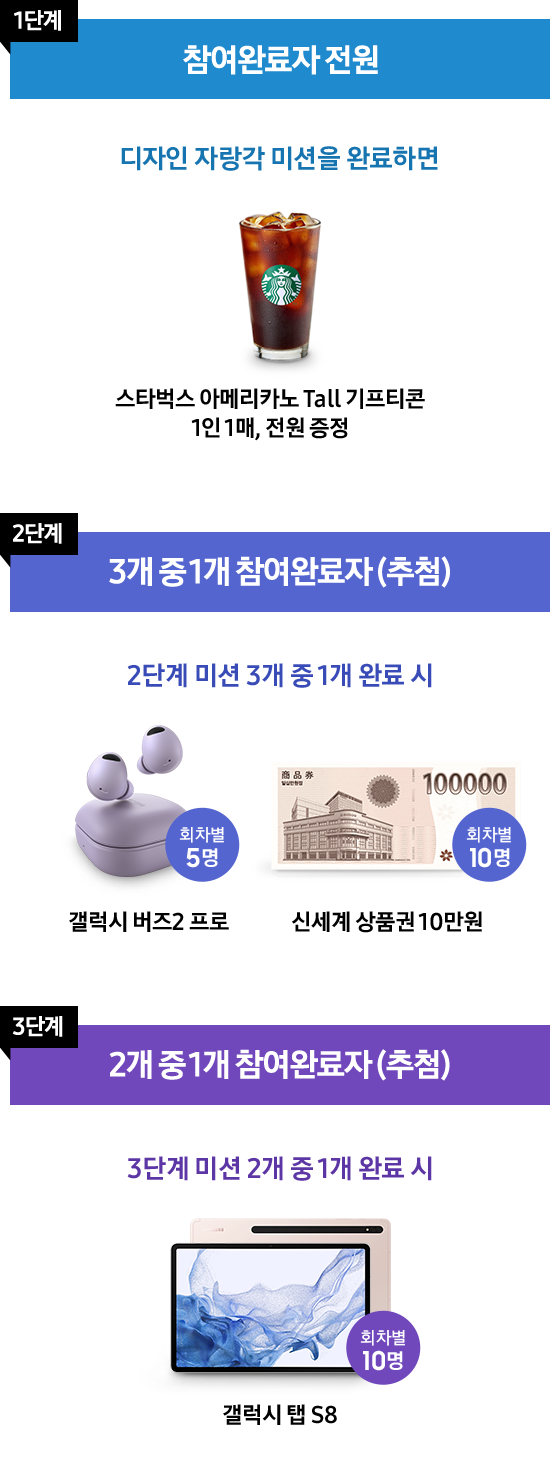 1단계
참여완료자 전원
디자인 자랑각 미션을 완료하면
스타벅스 아메리카노 Tall 기프티콘
1인 1매, 전원 증정
2단계
3개 중 1개 참여완료자 (추첨)
2단계 미션 3개 중 1개 완료 시
商品券
100000
회차별
5명
회차별
10명
갤럭시 버즈2 프로
신세계 상품권 10만원
3단계
2개 중 1개 참여완료자 (추첨)
3단계 미션 2개 중 1개 완료 시
회차별
10명
갤럭시 탭 S8